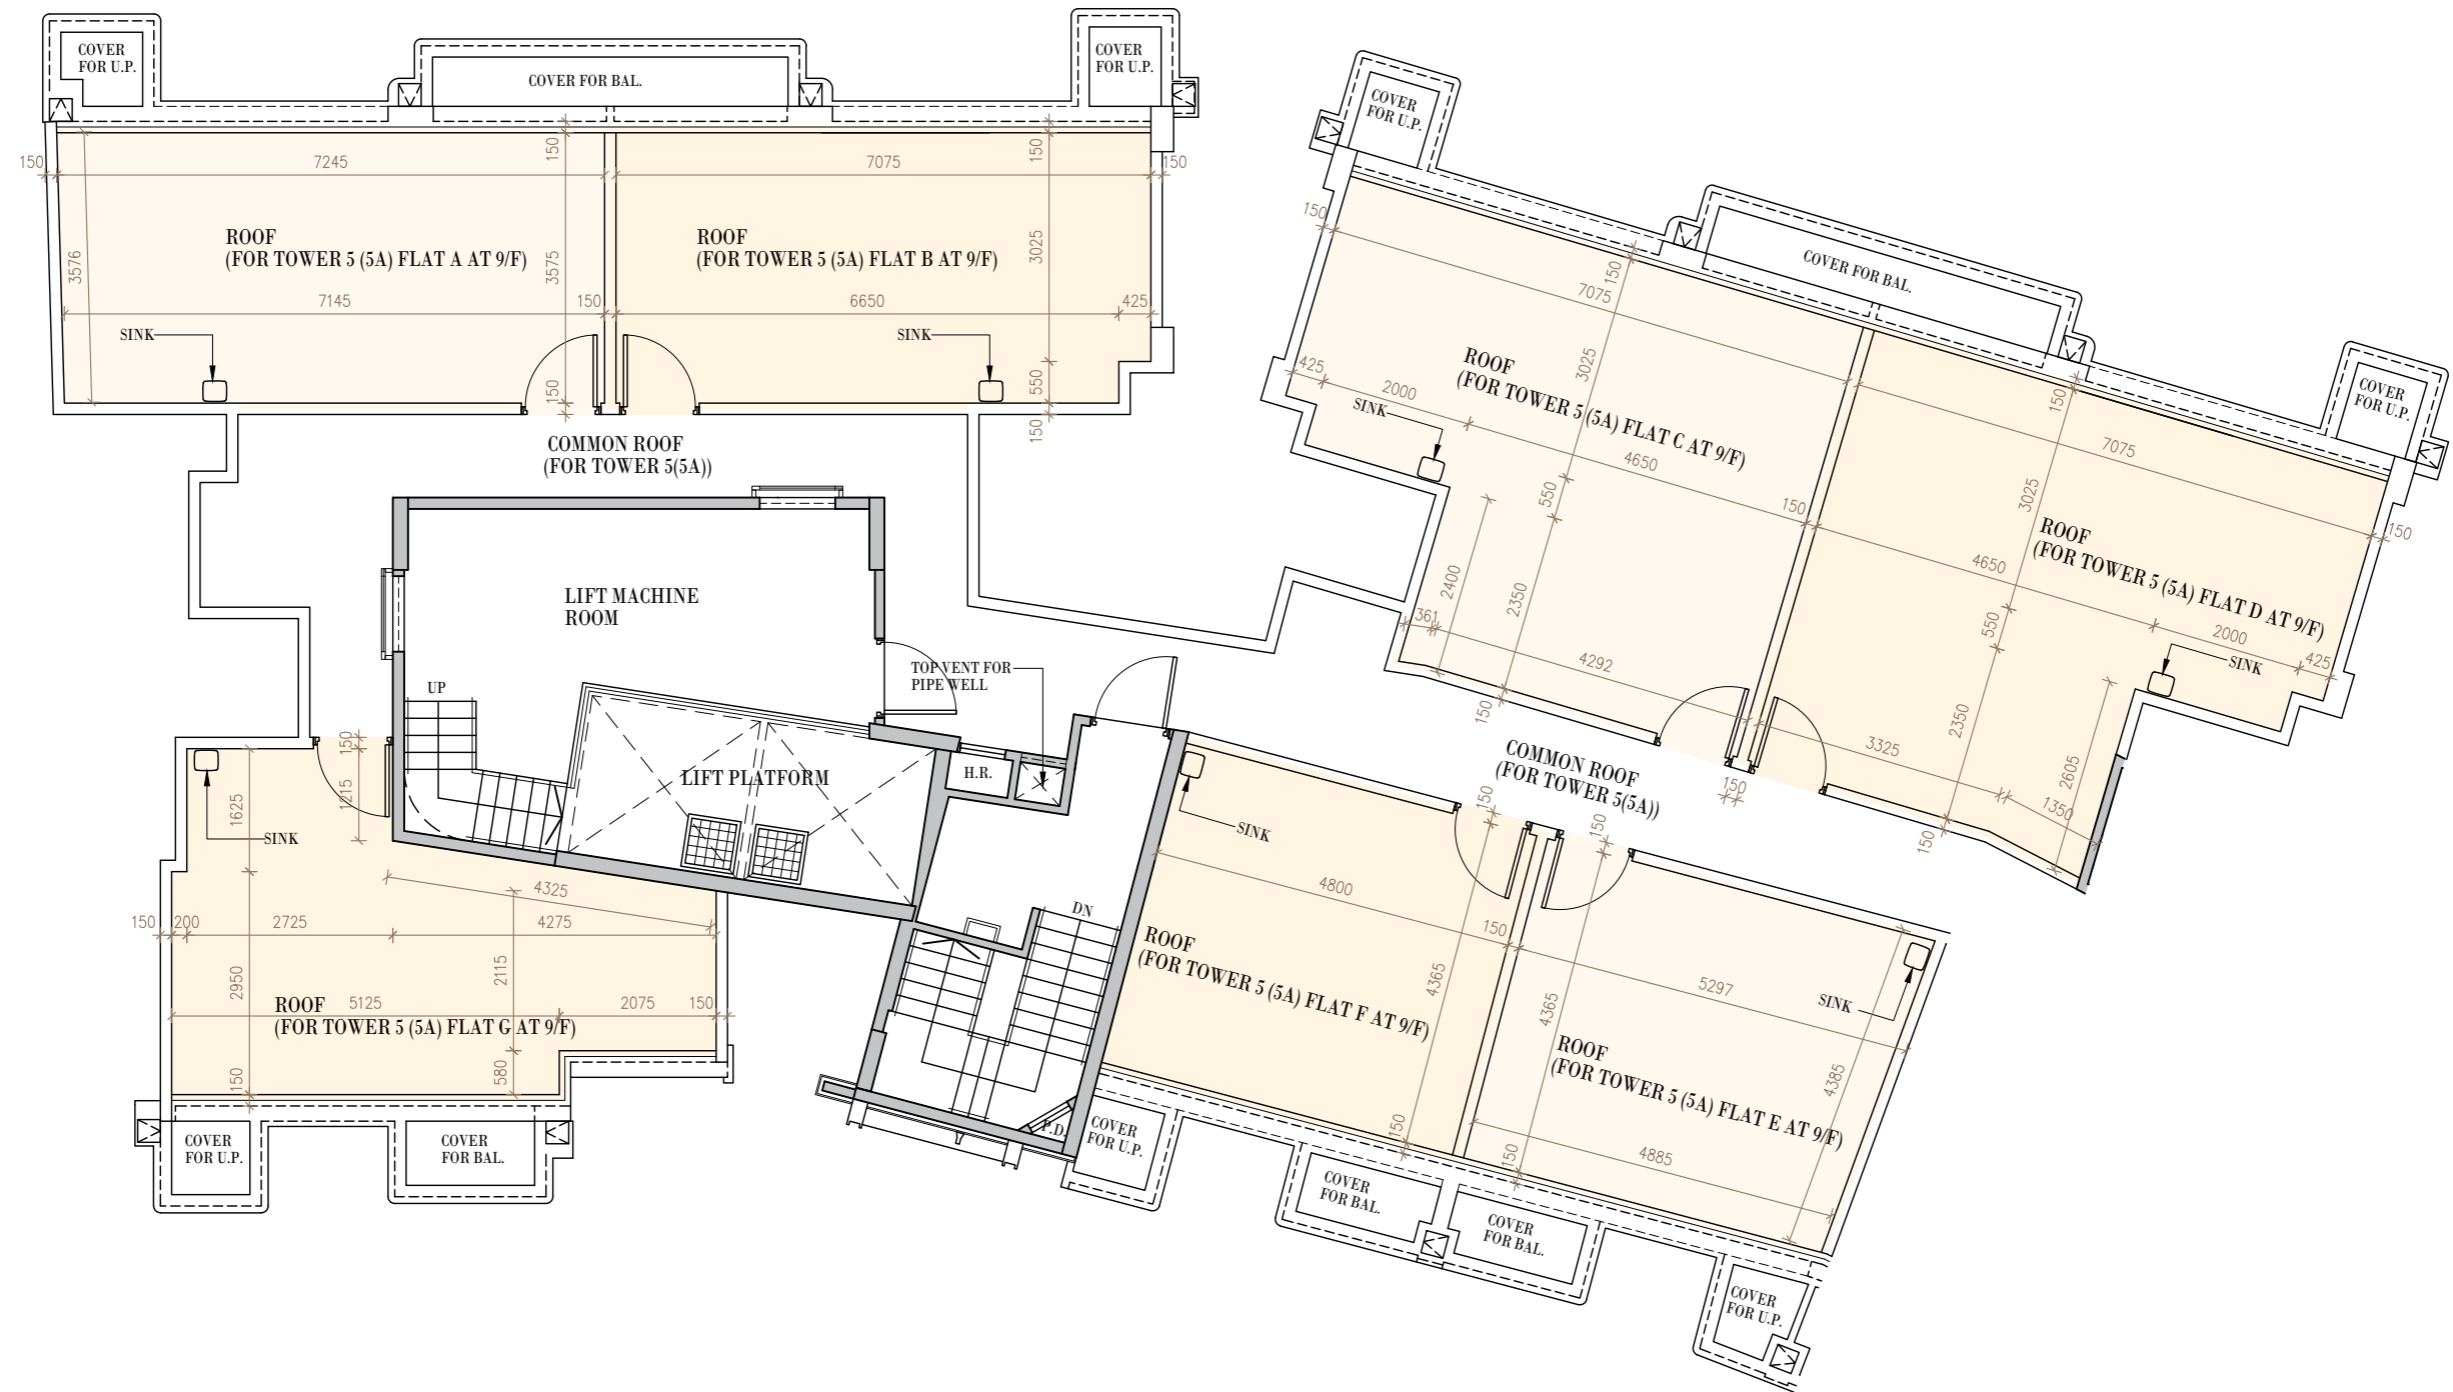 COVER
FOR U.P.
COVER FOR BAL.
COVER
FOR U.P.
150
7245
150
7075
150
150
3576
ROOF
(FOR TOWER 5 (5A) FLAT A AT 9/F)
3575
ROOF
(FOR TOWER 5 (5A) FLAT B AT 9/F)
3025
7145
150
6650
425
SINK
SINK
150
550
150
COMMON ROOF
(FOR TOWER 5(5A))
COVER
FOR U.P.
COVER FOR BAL.
COVER
FOR U.P.
150
150
7075
150
7075
150
425
2000
SINK
3025
ROOF
(FOR TOWER 5 (5A) FLAT C AT 9/F)
4650
550
150
2400
2350
361
4292
150
3025
ROOF
(FOR TOWER 5 (5A) FLAT D AT 9/F)
4650
550
2000
425
SINK
2350
3325
2605
1350
150
150
COMMON ROOF
(FOR TOWER 5(5A))
LIFT MACHINE
ROOM
UP
TOP VENT FOR
PIPE WELL
LIFT PLATFORM
H.R.
DN
P.D.
150
1215
1625
SINK
4325
150
200
2725
4275
2950
2115
ROOF
(FOR TOWER 5 (5A) FLAT G AT 9/F)
5125
2075
150
580
150
COVER
FOR U.P.
COVER
FOR BAL.
SINK
150
150
4800
150
ROOF
(FOR TOWER 5 (5A) FLAT F AT 9/F)
4365
4365
5297
SINK
ROOF
(FOR TOWER 5 (5A) FLAT E AT 9/F)
4385
4885
150
150
COVER
FOR U.P.
COVER
FOR BAL.
COVER
FOR BAL.
COVER
FOR U.P.